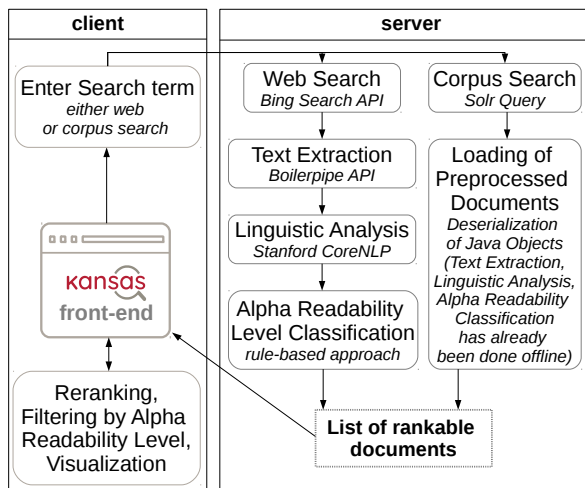 client
Enter Search term
either web
or corpus search
KANSAS
front-end
Reranking,
Filtering by Alpha
Readability Level,
Visualization
server
Web Search
Bing Search API
Text Extraction
Boilerpipe API
Linguistic Analysis
Stanford CoreNLP
Alpha Readability
Level Classification
rule-based approach
Corpus Search
Solr Query
Loading of
Preprocessed
Documents
Deserialization
of Java Objects
(Text Extraction,
Linguistic Analysis,
Alpha Readability
Classification
has already
been done offline)
List of rankable
documents